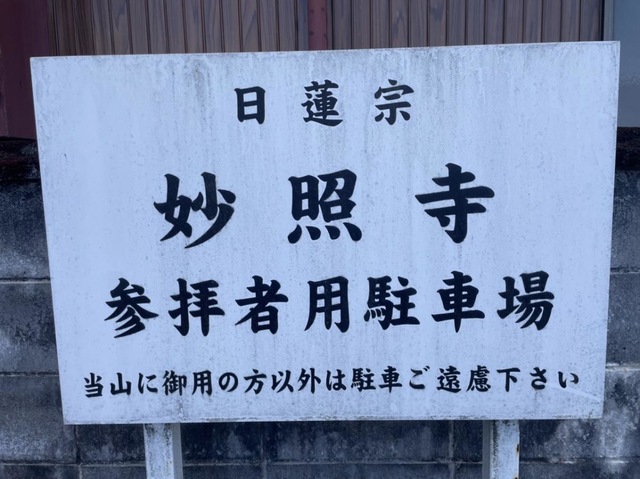 日蓮宗
妙照寺
参拝者用駐車場
当山に御用の方以外は駐車ご遠慮下さい